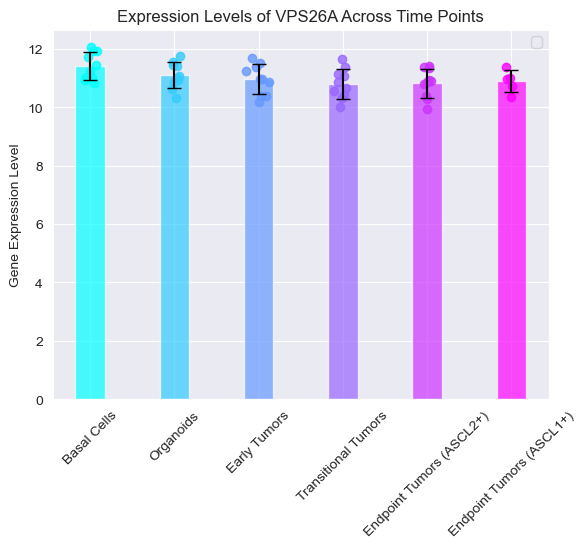 Expression Levels of VPS26A Across Time Points
Gene Expression Level
12
10
8
6
4
2
0
Basal Cells
Organoids
Early Tumors
Transitional Tumors
Endpoint Tumors (ASCL2+)
Endpoint Tumors (ASCL1+)